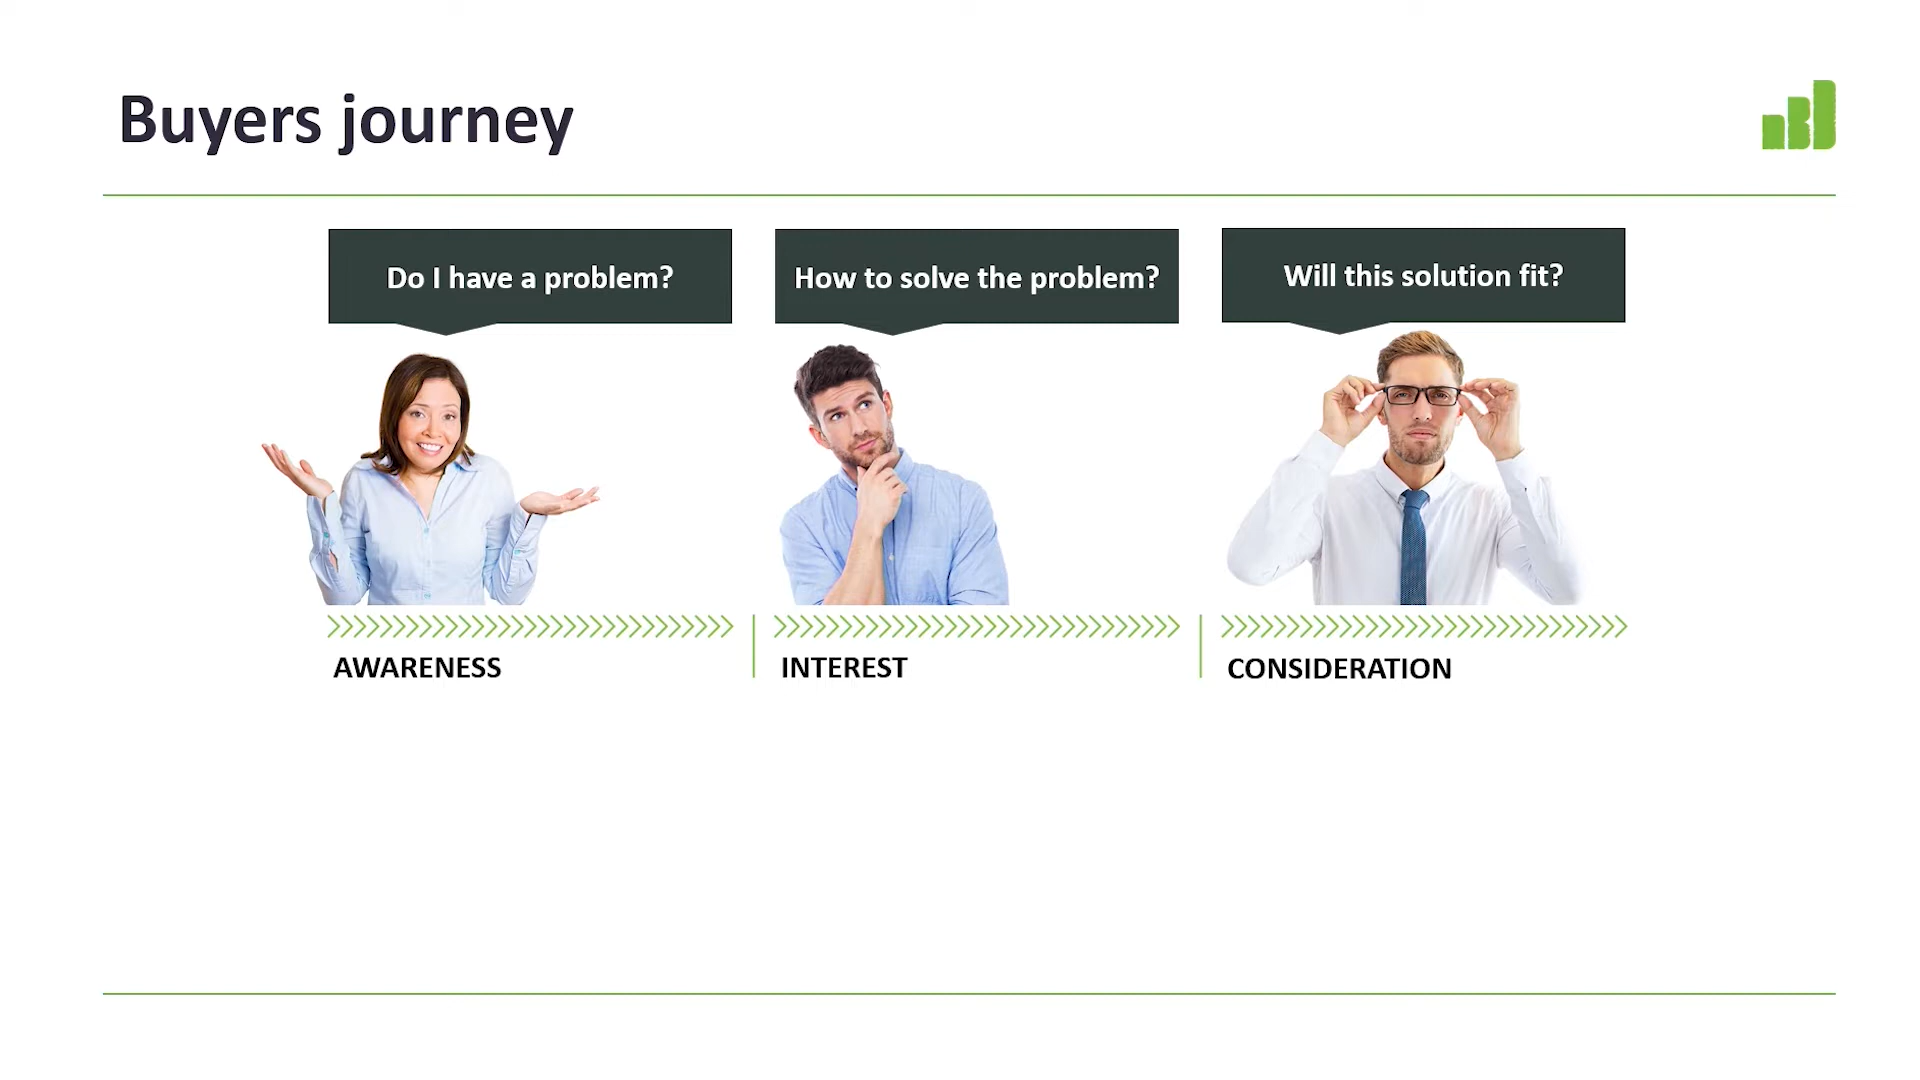 Buyers journey
Do I have a problem?
How to solve the problem?
Will this solution fit?
AWARENESS
INTEREST
CONSIDERATION